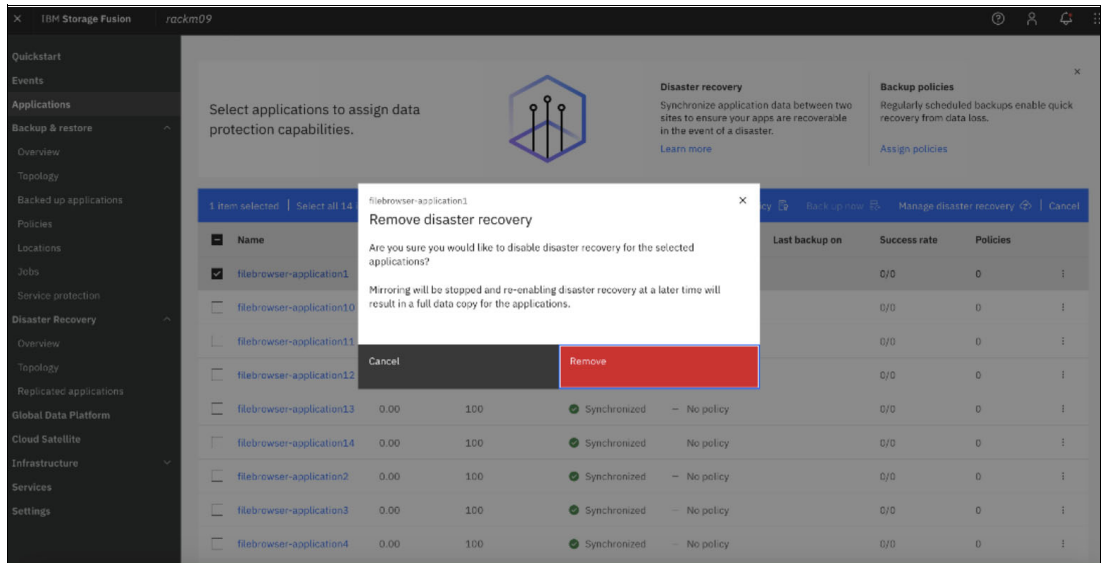 IBM Storage Fusion rackm09
Quickstart
Events
Applications
Backup & restore
Overview
Topology
Backed up applications
Policies
Locations
Jobs
Service protection
Disaster Recovery
Overview
Topology
Replicated applications
Global Data Platform
Cloud Satellite
Infrastructure
Services
Settings
Select applications to assign data
protection capabilities.
Disaster recovery
Synchronize application data between two
sites to ensure your apps are recoverable
in the event of a disaster.
Learn more
Backup policies
Regularly scheduled backups enable quick
recovery from data loss.
Assign policies
1 item selected | Select all 14
Back up now Manage disaster recovery | Cancel
filebrowser-application1
Remove disaster recovery
Are you sure you would like to disable disaster recovery for the selected
applications?
Mirroring will be stopped and re-enabling disaster recovery at a later time will
result in a full data copy for the applications.
Cancel Remove
Name Last backup on Success rate Policies
filebrowser-application1 0/0 0
filebrowser-application10 0/0 0
filebrowser-application11 0/0 0
filebrowser-application12 0/0 0
filebrowser-application13 0.00 100 Synchronized – No policy 0/0 0
filebrowser-application14 0.00 100 Synchronized No policy 0/0 0
filebrowser-application2 0.00 100 Synchronized – No policy 0/0 0
filebrowser-application3 0.00 100 Synchronized – No policy 0/0 0
filebrowser-application4 0.00 100 Synchronized – No policy 0/0 0